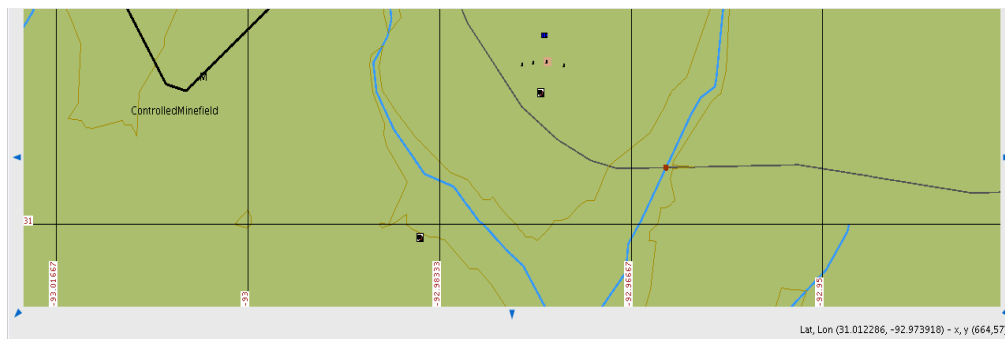 M
ControlledMinefield
31
-93.01667
-93
-92.98333
-92.96667
-92.95
Lat, Lon (31.012286, -92.973918) - x, y (664,57)